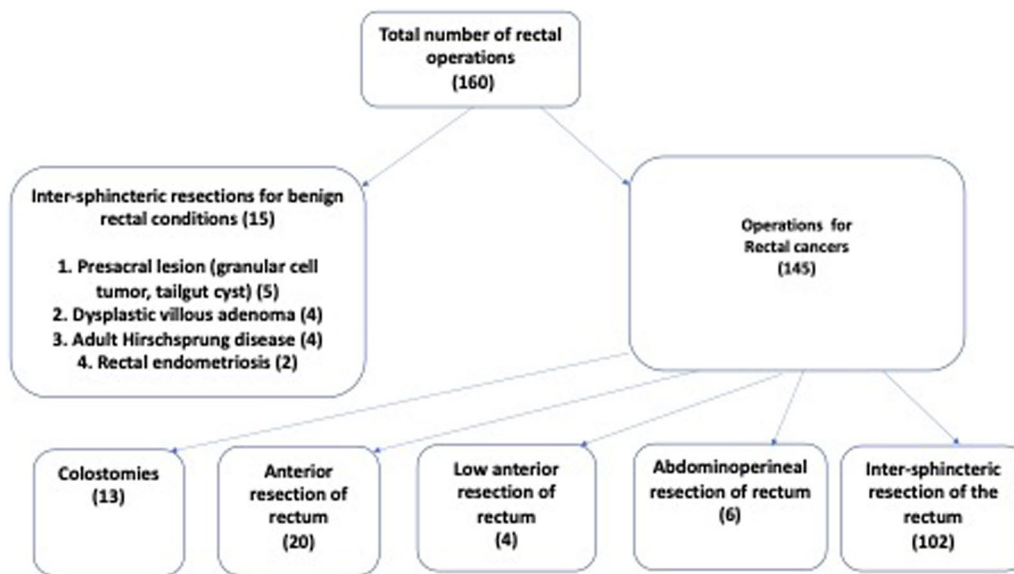 Total number of rectal
operations
(160)
Inter-sphincteric resections for benign
rectal conditions (15)
1. Presacral lesion (granular cell
tumor, tailgut cyst) (5)
2. Dysplastic villous adenoma (4)
3. Adult Hirschsprung disease (4)
4. Rectal endometriosis (2)
Operations for
Rectal cancers
(145)
Colostomies
(13)
Anterior
resection of
rectum
(20)
Low anterior
resection of
rectum
(4)
Abdominoperineal
resection of rectum
(6)
Inter-sphincteric
resection of the
rectum
(102)